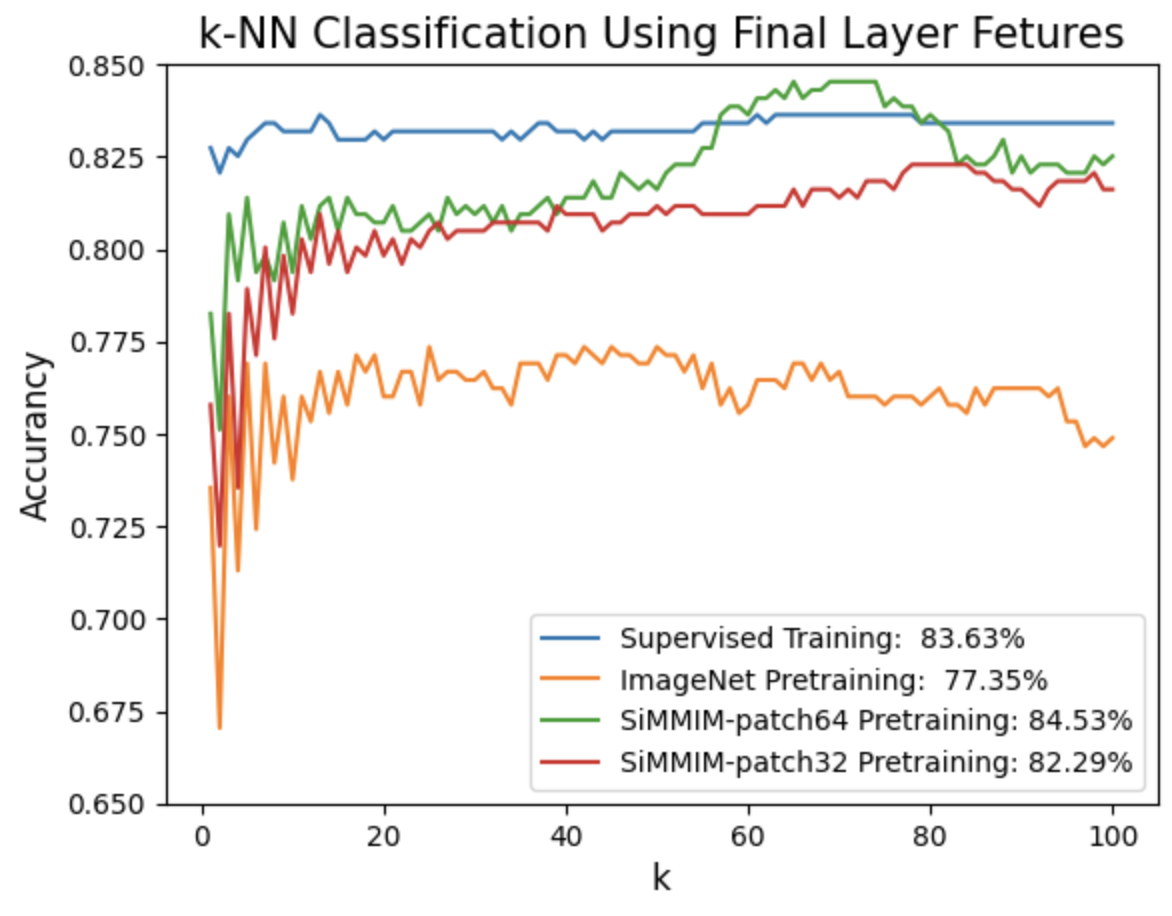 k-NN Classification Using Final Layer Fetures
0.850
0.825
0.800
0.775
0.750
0.725
0.700
0.675
0.650
Accurancy
Supervised Training:  83.63%
ImageNet Pretraining:  77.35%
SiMMIM-patch64 Pretraining: 84.53%
SiMMIM-patch32 Pretraining: 82.29%
0 20 40 60 80 100
k